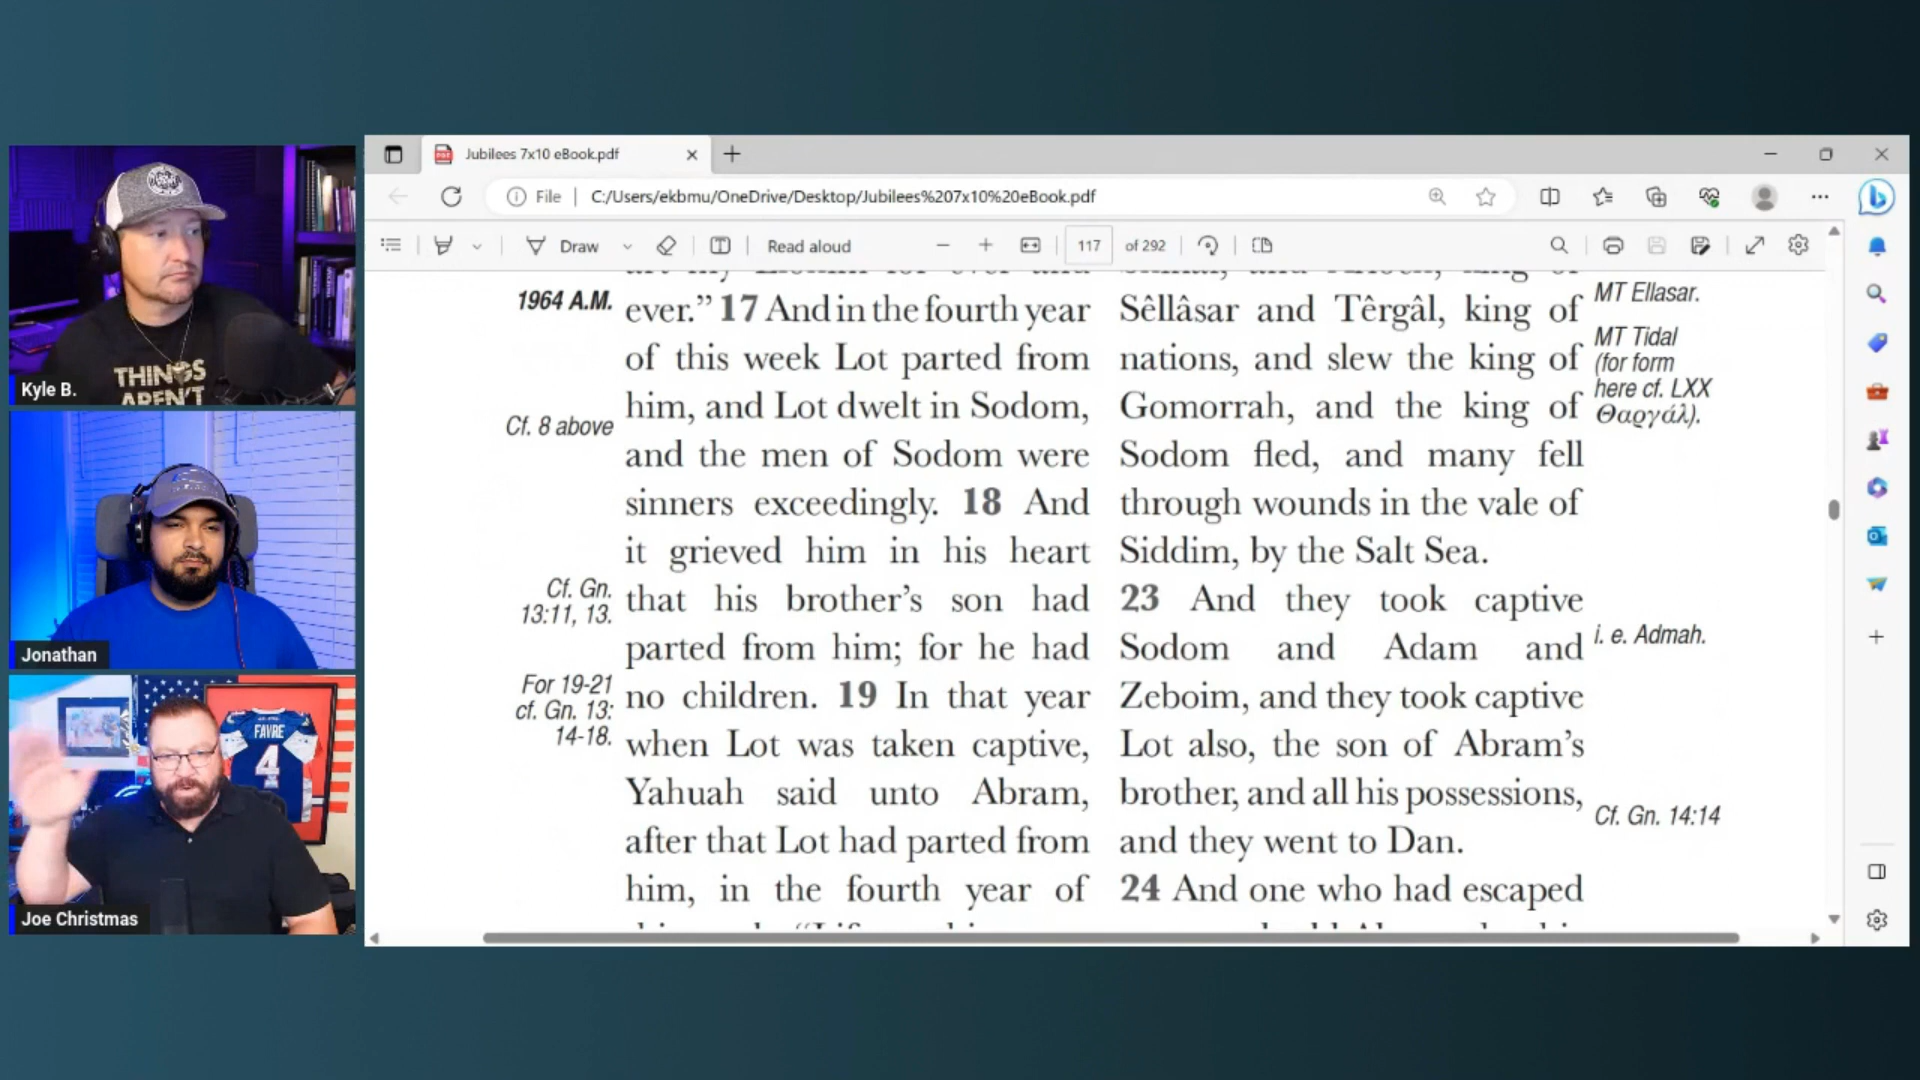 Jubilees 7x10 eBook.pdf
File
C:/Users/ekbmu/OneDrive/Desktop/Jubilees%207x10%20eBook.pdf
Draw
Read aloud
117
of 292
1964 A.M.
Cf. 8 above
Cf. Gn.
13:11, 13.
For 19-21
cf. Gn. 13:
14-18.
ever.” 17 And in the fourth year
of this week Lot parted from
him, and Lot dwelt in Sodom,
and the men of Sodom were
sinners exceedingly. 18 And
it grieved him in his heart
that his brother’s son had
parted from him; for he had
no children. 19 In that year
when Lot was taken captive,
Yahuah said unto Abram,
after that Lot had parted from
him, in the fourth year of
Sêllâsar and Têrgâl, king of
nations, and slew the king of
Gomorrah, and the king of
Sodom fled, and many fell
through wounds in the vale of
Siddim, by the Salt Sea.
23 And they took captive
Sodom and Adam and
Zeboim, and they took captive
Lot also, the son of Abram’s
brother, and all his possessions,
and they went to Dan.
24 And one who had escaped
MT Ellasar.
MT Tidal
(for form
here cf. LXX
Θαργάλ).
i. e. Admah.
Cf. Gn. 14:14
THINGS
AREN'T
Kyle B.
Jonathan
FAVRE
4
Joe Christmas